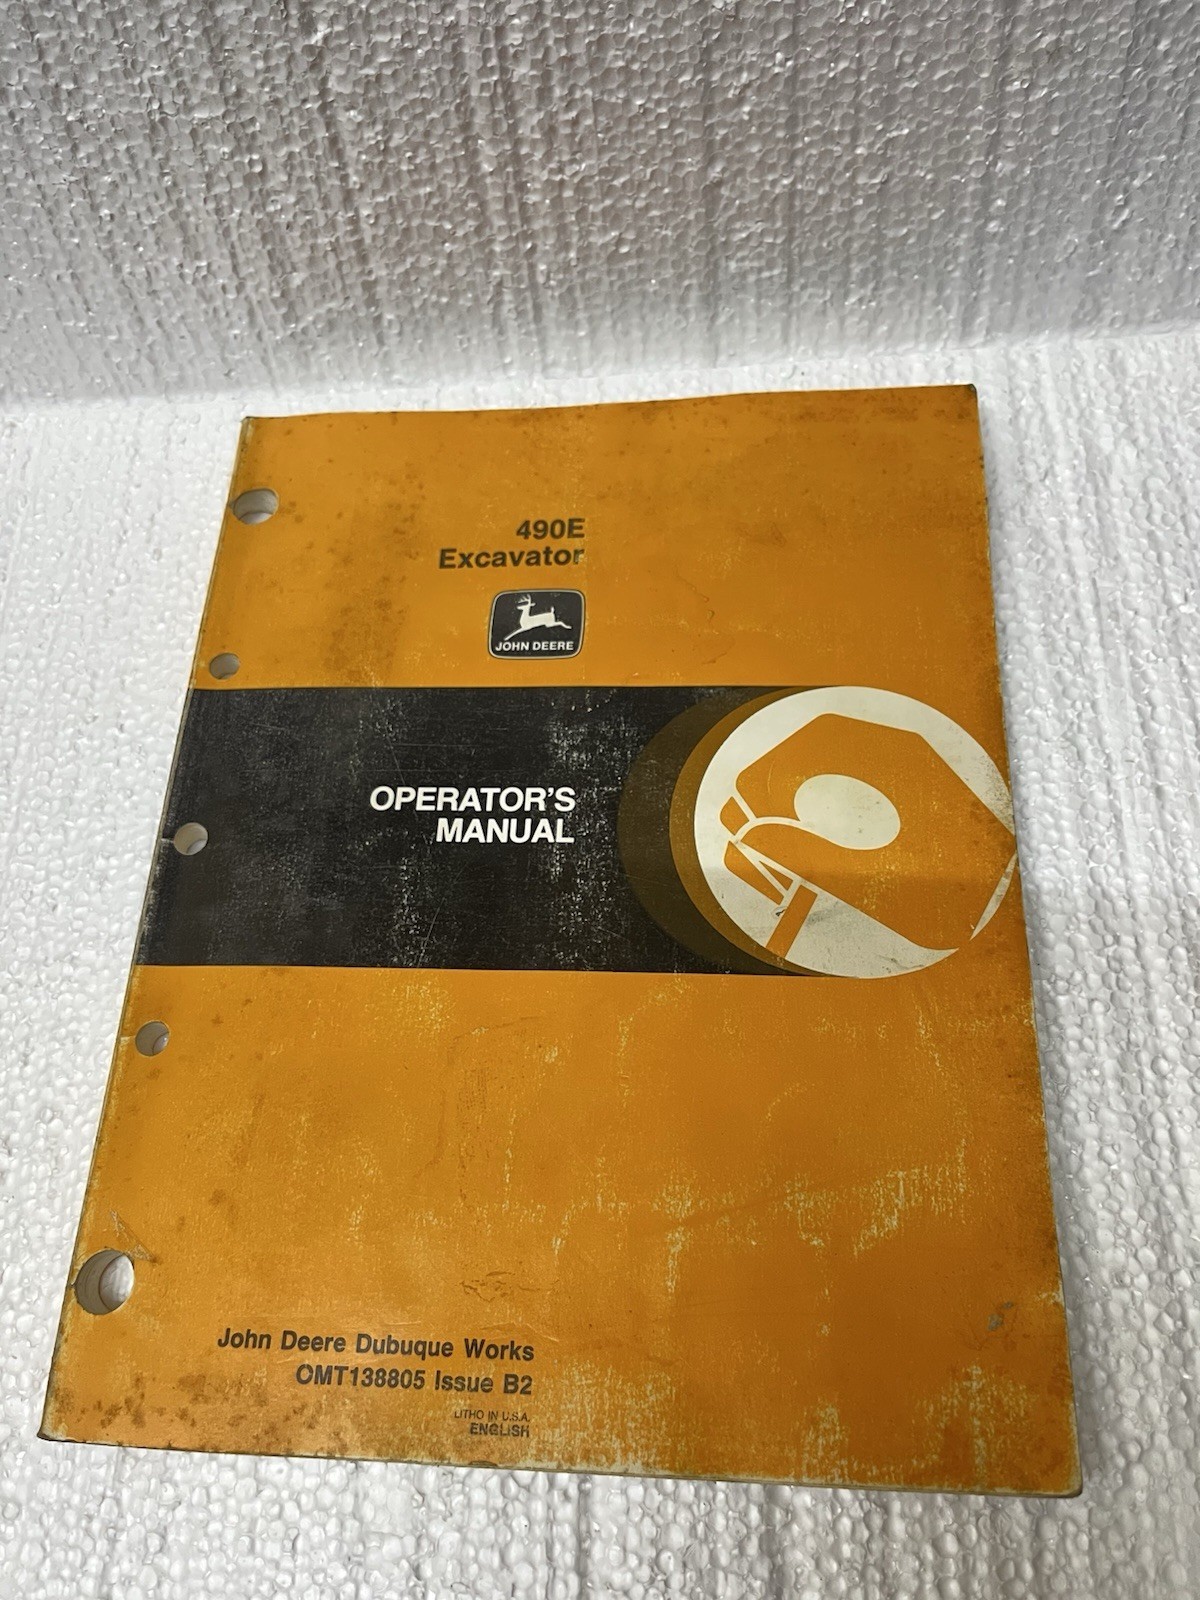 490E
Excavator
JOHN DEERE
OPERATOR'S
MANUAL
John Deere Dubuque Works
OMT138805 Issue B2
LITHO IN U.S.A.
ENGLISH